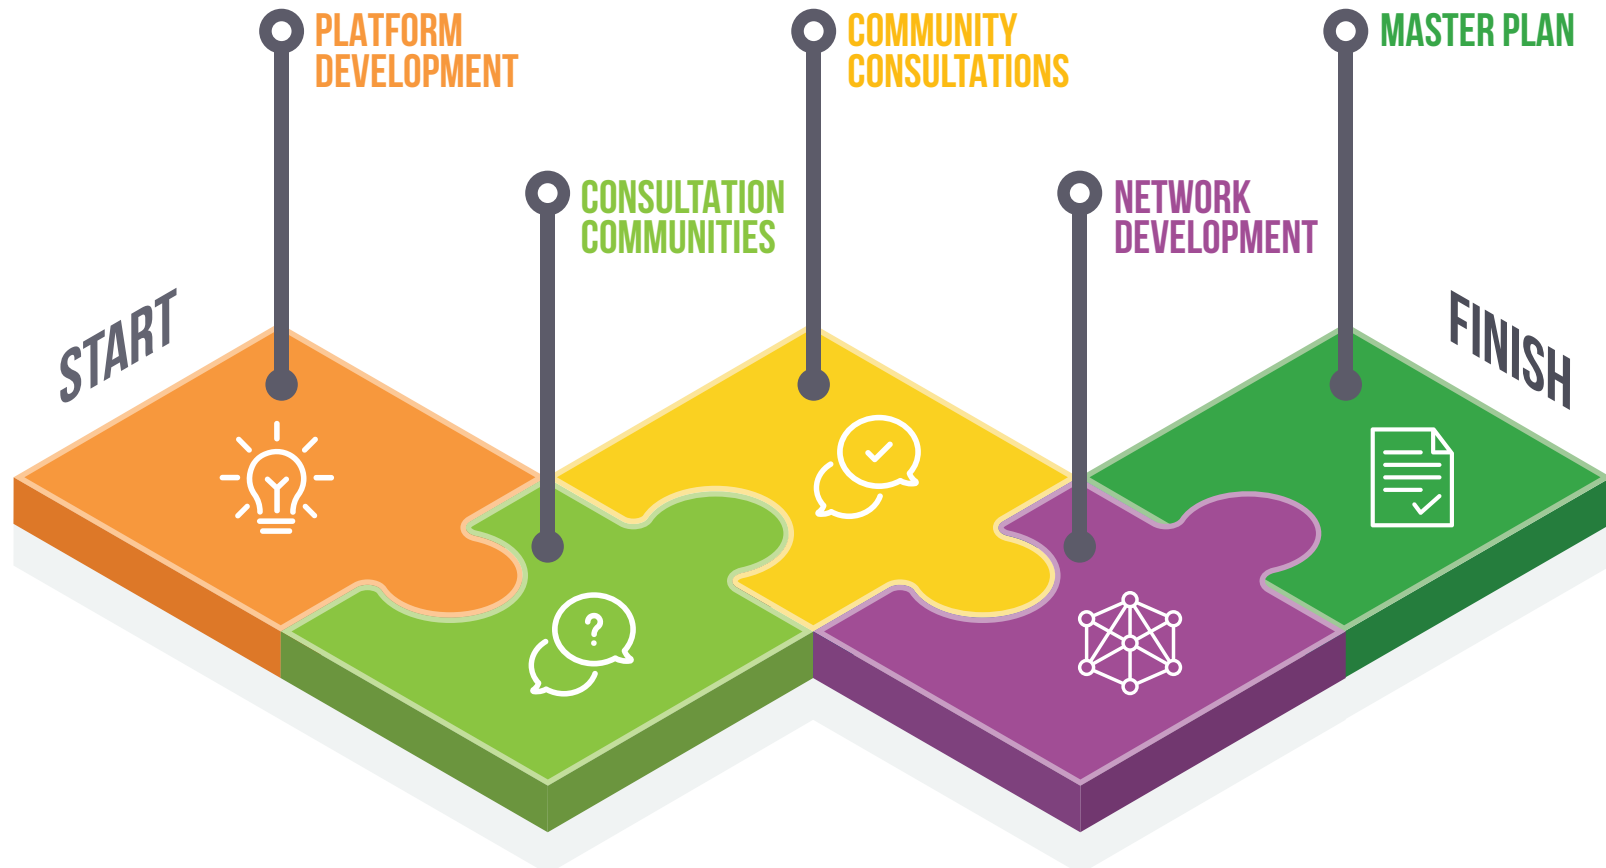 START
PLATFORM
DEVELOPMENT
CONSULTATION
COMMUNITIES
COMMUNITY
CONSULTATIONS
NETWORK
DEVELOPMENT
MASTER PLAN
FINISH
?